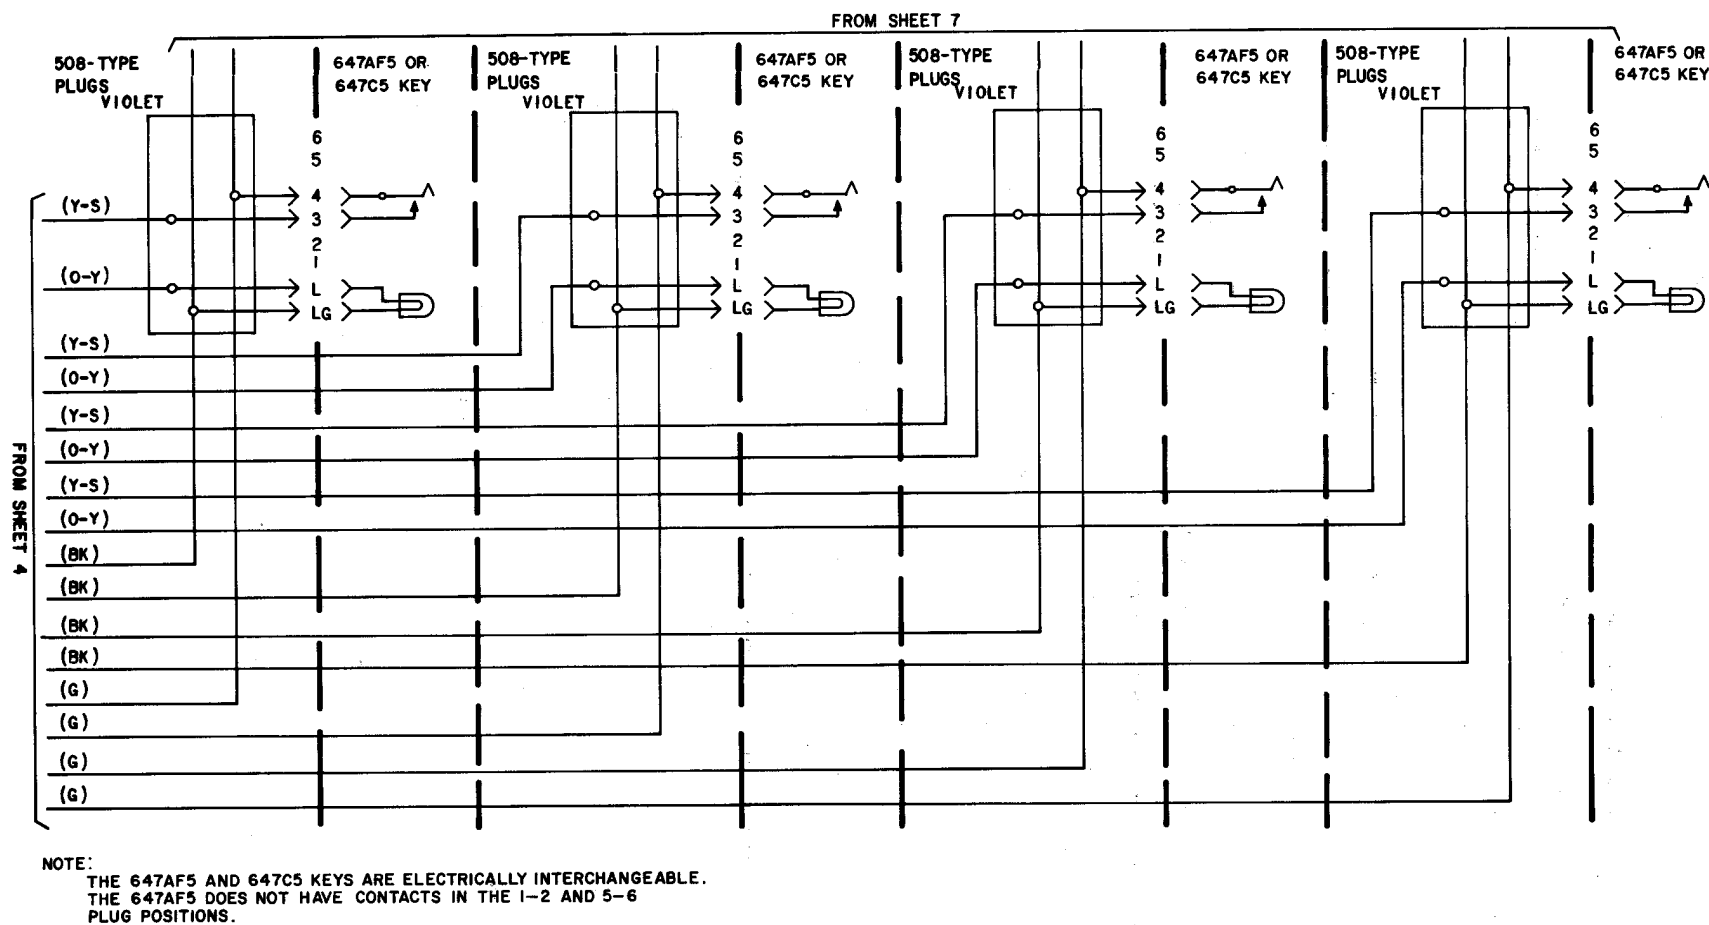 FROM SHEET 7
508-TYPE
PLUGS
VIOLET
647AF5 OR
647C5 KEY
6
5
4
3
2
1
L
LG
508-TYPE
PLUGS
VIOLET
647AF5 OR
647C5 KEY
6
5
4
3
2
1
L
LG
508-TYPE
PLUGS
VIOLET
647AF5 OR
647C5 KEY
6
5
4
3
2
1
L
LG
508-TYPE
PLUGS
VIOLET
647AF5 OR
647C5 KEY
6
5
4
3
2
1
L
LG
FROM SHEET 4
(Y-S)
(O-Y)
(Y-S)
(O-Y)
(Y-S)
(O-Y)
(Y-S)
(O-Y)
(BK)
(BK)
(BK)
(BK)
(G)
(G)
(G)
(G)
NOTE:
THE 647AF5 AND 647C5 KEYS ARE ELECTRICALLY INTERCHANGEABLE.
THE 647AF5 DOES NOT HAVE CONTACTS IN THE 1-2 AND 5-6
PLUG POSITIONS.